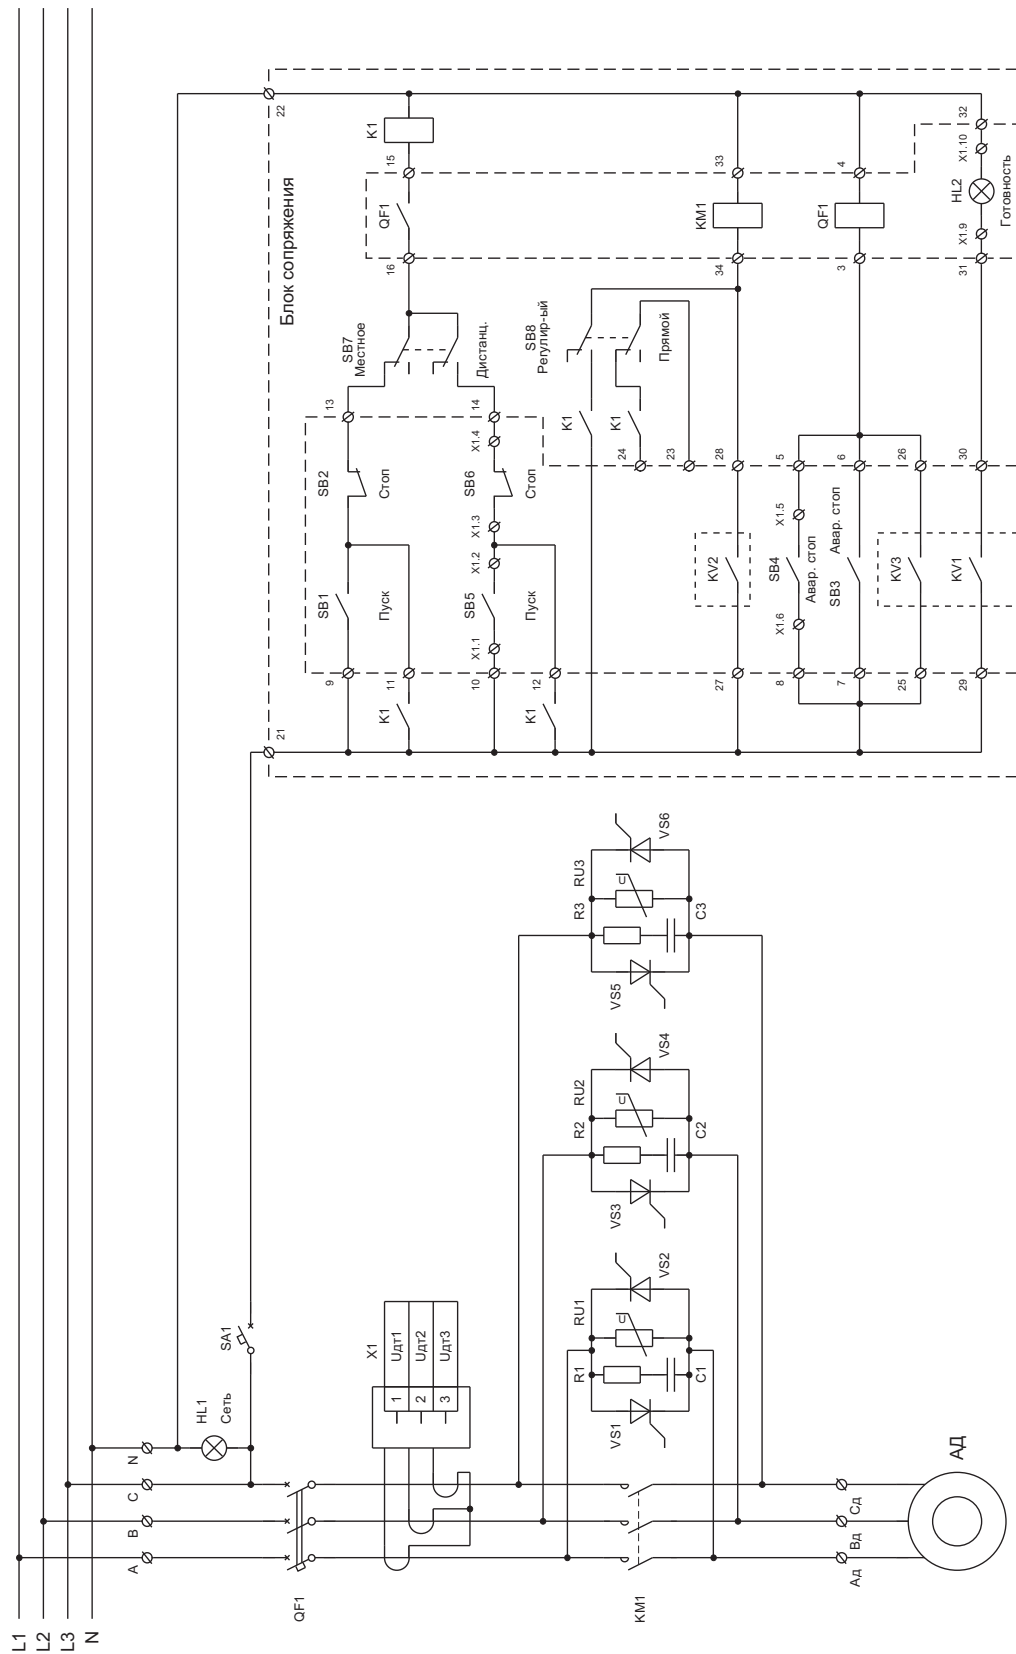 L1
L2
L3
N
A
B
C
N
HL1
Сеть
SA1
QF1
X1
Uдт1
Uдт2
Uдт3
1
2
3
KM1
VS1
R1
RU1
U
C1
VS2
VS3
R2
RU2
U
C2
VS4
VS5
R3
RU3
U
C3
VS6
Aд
Bд
Cд
АД
Блок сопряжения
21
22
9
SB1
Пуск
SB2
Стоп
13
11
K1
SB7
Местное
Дистанц.
16
QF1
15
K1
10
X1.1
SB5
Пуск
X1.2
X1.3
SB6
Стоп
X1.4
14
12
K1
K1
K1
SB8
Регулир-ый
Прямой
24
23
27
KV2
28
34
KM1
33
8
X1.6
SB4
Авар. стоп
X1.5
5
7
SB3
Авар. стоп
6
3
QF1
4
25
KV3
26
29
KV1
30
31
X1.9
HL2
Готовность
X1.10
32